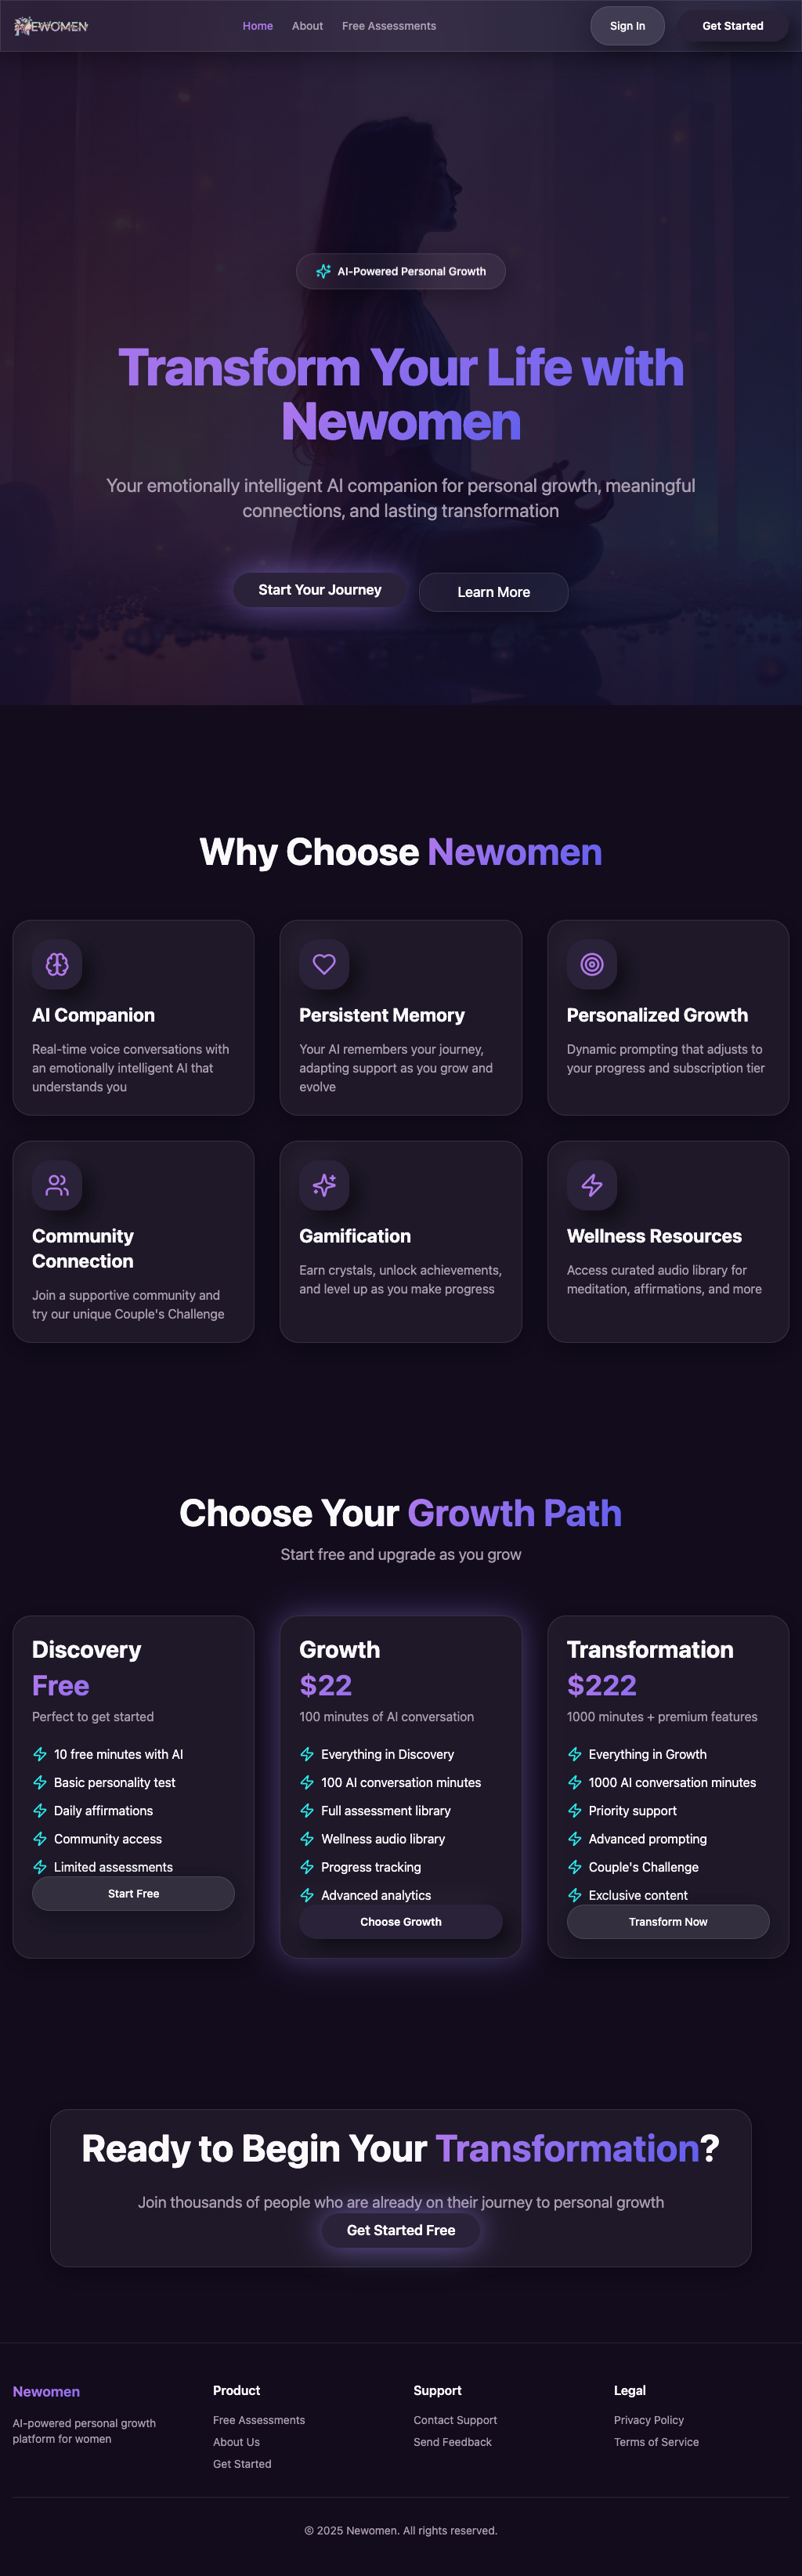 NEWOMEN
Home
About
Free Assessments
Sign In
Get Started
AI-Powered Personal Growth
Transform Your Life with
Newomen
Your emotionally intelligent AI companion for personal growth, meaningful
connections, and lasting transformation
Start Your Journey
Learn More
Why Choose Newomen
AI Companion
Real-time voice conversations with
an emotionally intelligent AI that
understands you
Persistent Memory
Your AI remembers your journey,
adapting support as you grow and
evolve
Personalized Growth
Dynamic prompting that adjusts to
your progress and subscription tier
Community
Connection
Join a supportive community and
try our unique Couple's Challenge
Gamification
Earn crystals, unlock achievements,
and level up as you make progress
Wellness Resources
Access curated audio library for
meditation, affirmations, and more
Choose Your Growth Path
Start free and upgrade as you grow
Discovery
Free
Perfect to get started
10 free minutes with AI
Basic personality test
Daily affirmations
Community access
Limited assessments
Start Free
Growth
$22
100 minutes of AI conversation
Everything in Discovery
100 AI conversation minutes
Full assessment library
Wellness audio library
Progress tracking
Advanced analytics
Choose Growth
Transformation
$222
1000 minutes + premium features
Everything in Growth
1000 AI conversation minutes
Priority support
Advanced prompting
Couple's Challenge
Exclusive content
Transform Now
Ready to Begin Your Transformation?
Join thousands of people who are already on their journey to personal growth
Get Started Free
Newomen
AI-powered personal growth
platform for women
Product
Free Assessments
About Us
Get Started
Support
Contact Support
Send Feedback
Legal
Privacy Policy
Terms of Service
© 2025 Newomen. All rights reserved.